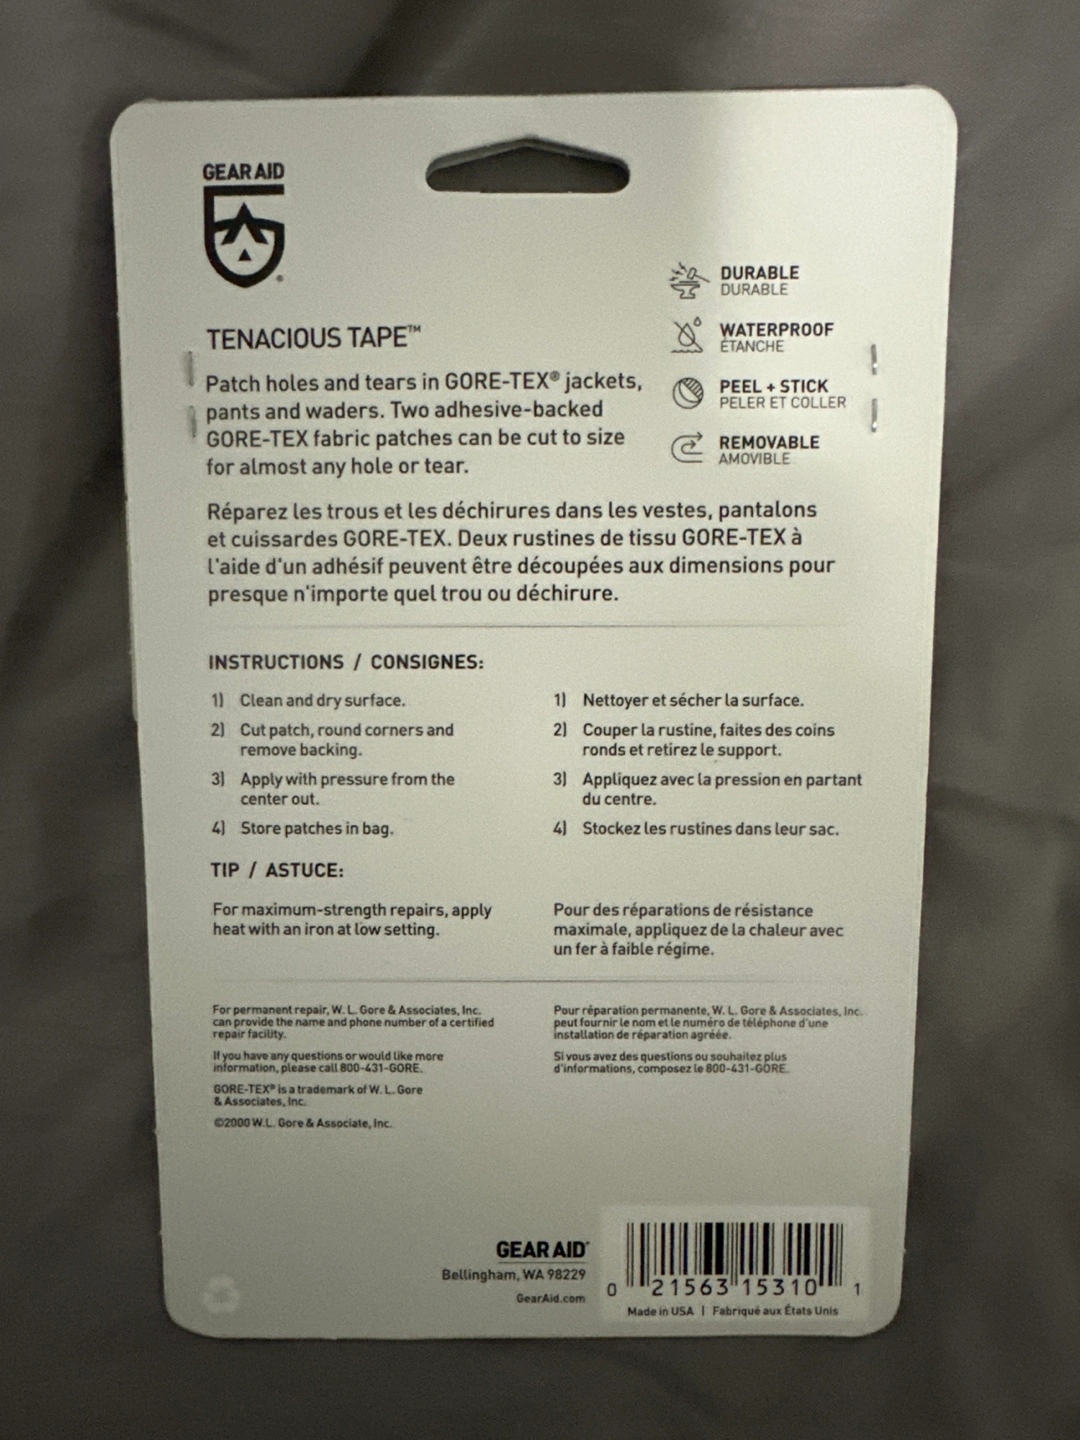 GEAR AID
TENACIOUS TAPE™
Patch holes and tears in GORE-TEX® jackets,
pants and waders. Two adhesive-backed
GORE-TEX fabric patches can be cut to size
for almost any hole or tear.
DURABLE
DURABLE
WATERPROOF
ÉTANCHE
PEEL + STICK
PELER ET COLLER
REMOVABLE
AMOVIBLE
Réparez les trous et les déchirures dans les vestes, pantalons
et cuissardes GORE-TEX. Deux rustines de tissu GORE-TEX à
l'aide d'un adhésif peuvent être découpées aux dimensions pour
presque n'importe quel trou ou déchirure.
INSTRUCTIONS / CONSIGNES:
1) Clean and dry surface.
2) Cut patch, round corners and
remove backing.
3) Apply with pressure from the
center out.
4) Store patches in bag.
1) Nettoyer et sécher la surface.
2) Couper la rustine, faites des coins
ronds et retirez le support.
3) Appliquez avec la pression en partant
du centre.
4) Stockez les rustines dans leur sac.
TIP / ASTUCE:
For maximum-strength repairs, apply
heat with an iron at low setting.
Pour des réparations de résistance
maximale, appliquez de la chaleur avec
un fer à faible régime.
For permanent repair, W. L. Gore & Associates, Inc.
can provide the name and phone number of a certified
repair facility.
If you have any questions or would like more
information, please call 800-431-GORE.
GORE-TEX® is a trademark of W. L. Gore
& Associates, Inc.
©2000 W.L. Gore & Associate, Inc.
Pour réparation permanente, W. L. Gore & Associates, Inc.
peut fournir le nom et le numéro de téléphone d'une
installation de réparation agréée.
Si vous avez des questions ou souhaitez plus
d'informations, composez le 800-431-GORE.
GEAR AID®
Bellingham, WA 98229
GearAid.com
0 21563 15310 1
Made in USA | Fabriqué aux États Unis